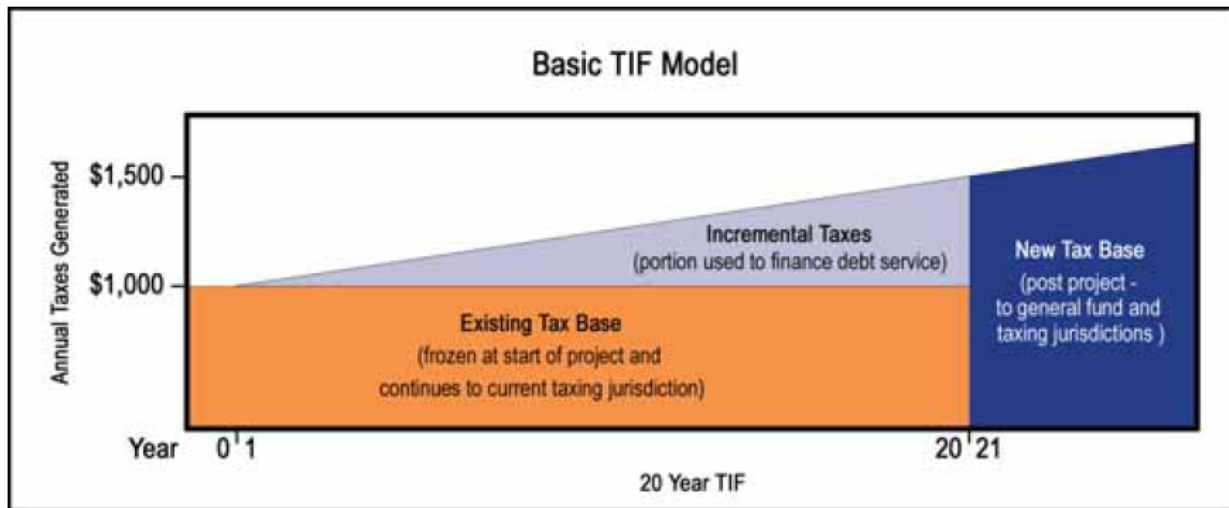 Basic TIF Model
Annual Taxes Generated
$1,500
$1,000
Incremental Taxes
(portion used to finance debt service)
Existing Tax Base
(frozen at start of project and
continues to current taxing jurisdiction)
New Tax Base
(post project -
to general fund and
taxing jurisdictions )
Year 0 1 20 21
20 Year TIF